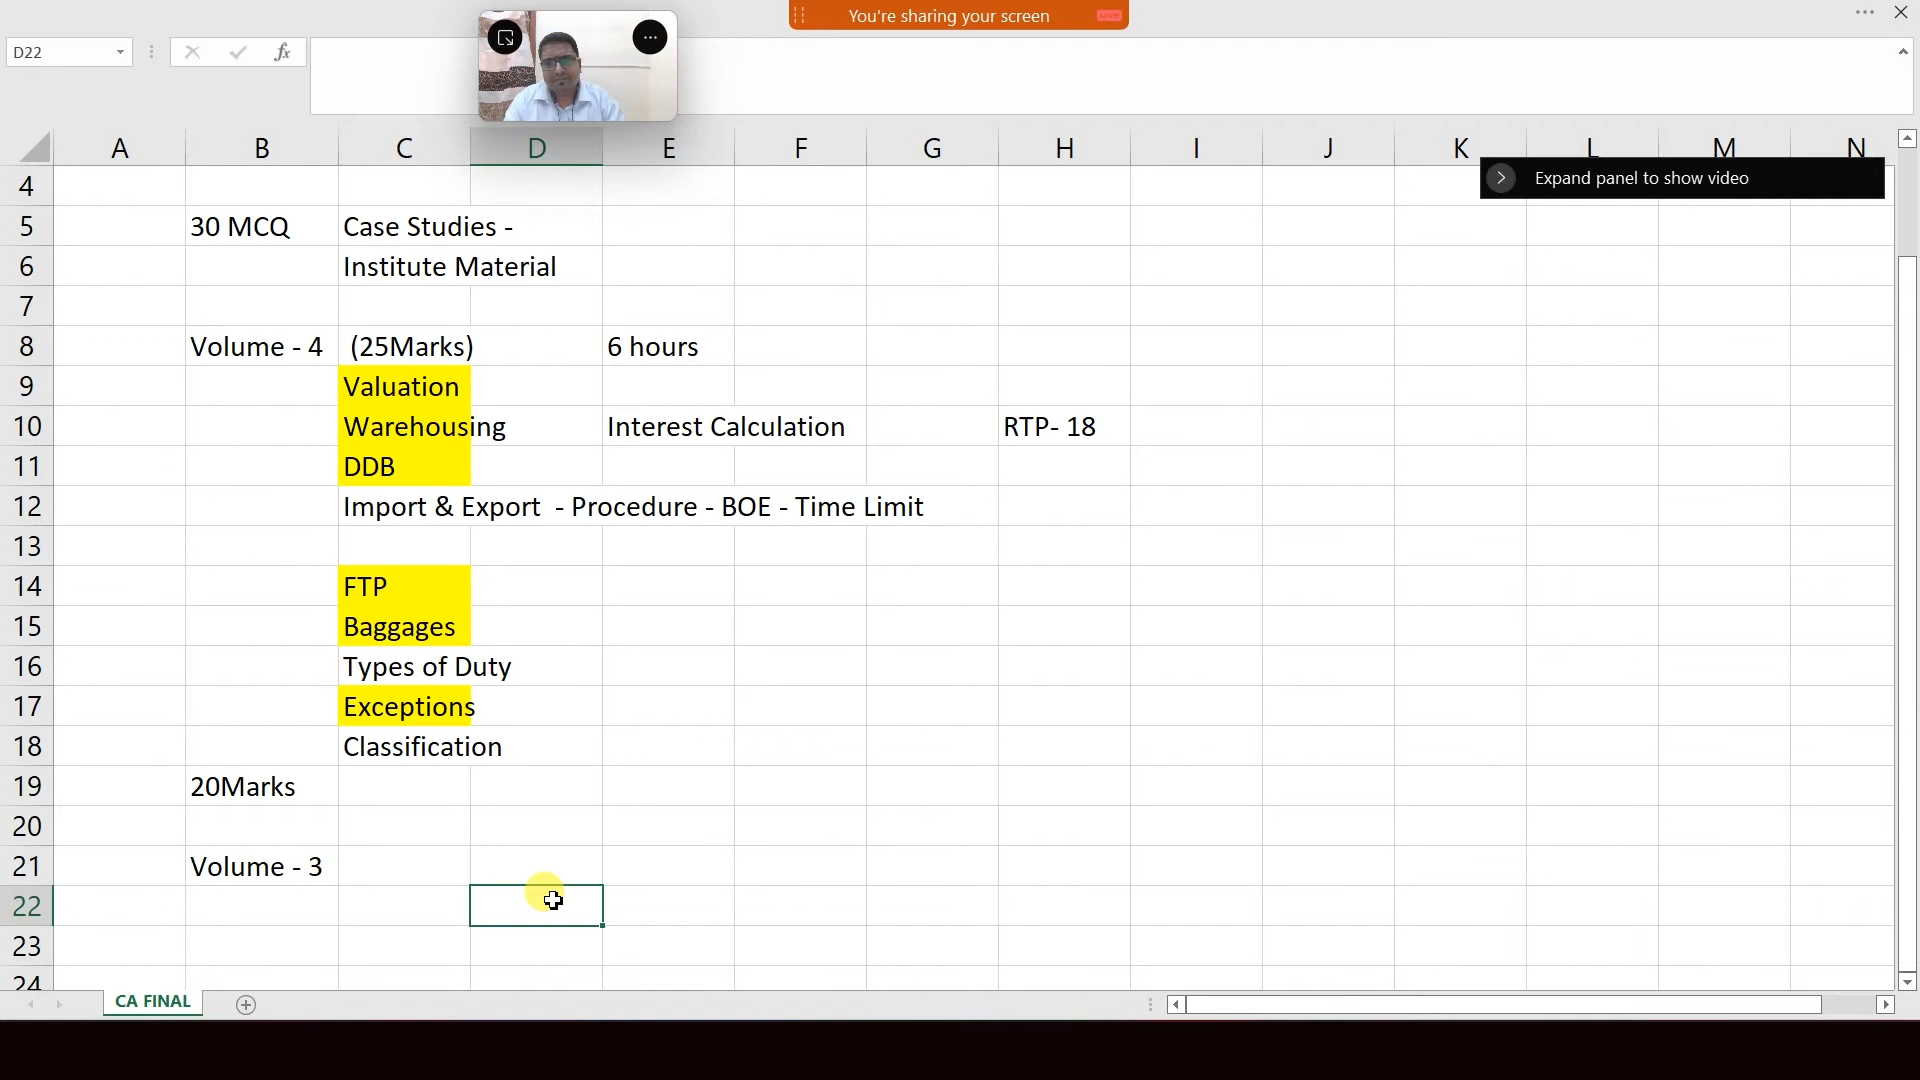 You're sharing your screen LIVE
D22
fx
A B C D E F G H I J K L M N
Expand panel to show video
4
5 30 MCQ Case Studies -
6 Institute Material
7
8 Volume - 4 (25Marks) 6 hours
9 Valuation
10 Warehousing Interest Calculation RTP- 18
11 DDB
12 Import & Export - Procedure - BOE - Time Limit
13
14 FTP
15 Baggages
16 Types of Duty
17 Exceptions
18 Classification
19 20Marks
20
21 Volume - 3
22
23
24
CA FINAL